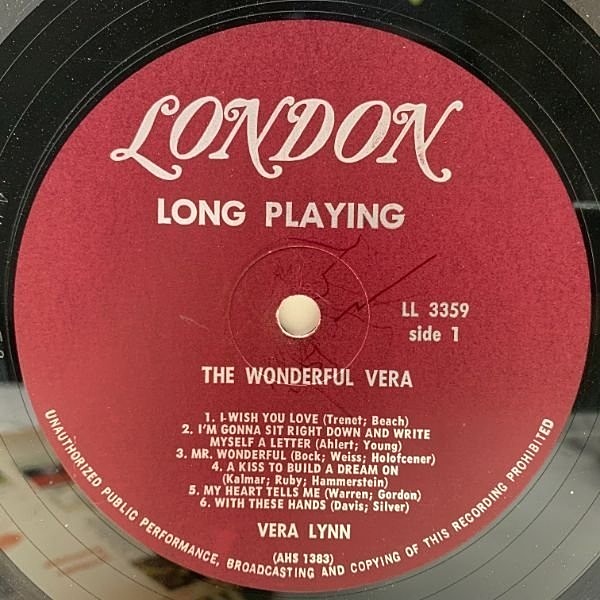 LONDON
LONG PLAYING
LL 3359
side 1
THE WONDERFUL VERA
1. I-WISH YOU LOVE (Trenet; Beach)
2. I'M GONNA SIT RIGHT DOWN AND WRITE
MYSELF A LETTER (Ahlert; Young)
3. MR. WONDERFUL (Bock; Weiss; Holofcener)
4. A KISS TO BUILD A DREAM ON
(Kalmar; Ruby; Hammerstein)
5. MY HEART TELLS ME (Warren; Gordon)
6. WITH THESE HANDS (Davis; Silver)
VERA LYNN
(AHS 1383)
UNAUTHORIZED PUBLIC PERFORMANCE, BROADCASTING AND COPYING OF THIS RECORDING PROHIBITED